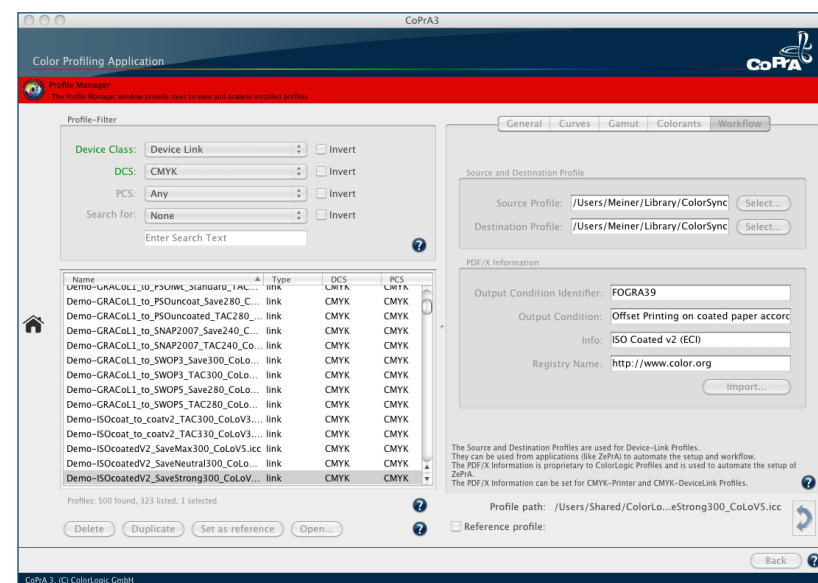 CoPrA3
Color Profiling Application
CoPrA
Profile Manager
The Profile Manager window provide tools to view and analyze installed profiles
Profile-Filter
Device Class: Device Link Invert
DCS: CMYK Invert
PCS: Any Invert
Search for: None Invert
Enter Search Text
Name Type DCS PCS
Demo-GRACoL1_to_PSOlWC_Standard_TAC... link CMYK CMYK
Demo-GRACoL1_to_PSOuncoat_Save280_C... link CMYK CMYK
Demo-GRACoL1_to_PSOuncoated_TAC280_... link CMYK CMYK
Demo-GRACoL1_to_SNAP2007_Save240_C... link CMYK CMYK
Demo-GRACoL1_to_SNAP2007_TAC240_Co... link CMYK CMYK
Demo-GRACoL1_to_SWOP3_Save300_CoLo... link CMYK CMYK
Demo-GRACoL1_to_SWOP3_TAC300_CoLo... link CMYK CMYK
Demo-GRACoL1_to_SWOP5_Save280_CoLo... link CMYK CMYK
Demo-GRACoL1_to_SWOP5_TAC280_CoLo... link CMYK CMYK
Demo-ISOcoat_to_coatv2_TAC300_CoLoV3.... link CMYK CMYK
Demo-ISOcoat_to_coatv2_TAC330_CoLoV3.... link CMYK CMYK
Demo-ISOcoatedV2_SaveMax300_CoLoV5.icc link CMYK CMYK
Demo-ISOcoatedV2_SaveNeutral300_CoLo... link CMYK CMYK
Demo-ISOcoatedV2_SaveStrong300_CoLoV... link CMYK CMYK
Profiles: 500 found, 323 listed, 1 selected
Delete Duplicate Set as reference Open...
General Curves Gamut Colorants Workflow
Source and Destination Profile
Source Profile: /Users/Meiner/Library/ColorSync Select...
Destination Profile: /Users/Meiner/Library/ColorSync Select...
PDF/X Information
Output Condition Identifier: FOGRA39
Output Condition: Offset Printing on coated paper accorc
Info: ISO Coated v2 (ECI)
Registry Name: http://www.color.org
Import...
The Source and Destination Profiles are used for Device-Link Profiles.
They can be used from applications (like ZePrA) to automate the setup and workflow.
The PDF/X Information is proprietary to ColorLogic Profiles and is used to automate the setup of
ZePrA.
The PDF/X Information can be set for CMYK-Printer and CMYK-DeviceLink Profiles.
Profile path: /Users/Shared/ColorLo...eStrong300_CoLoV5.icc
Reference profile:
Back
CoPrA 3, (C) ColorLogic GmbH